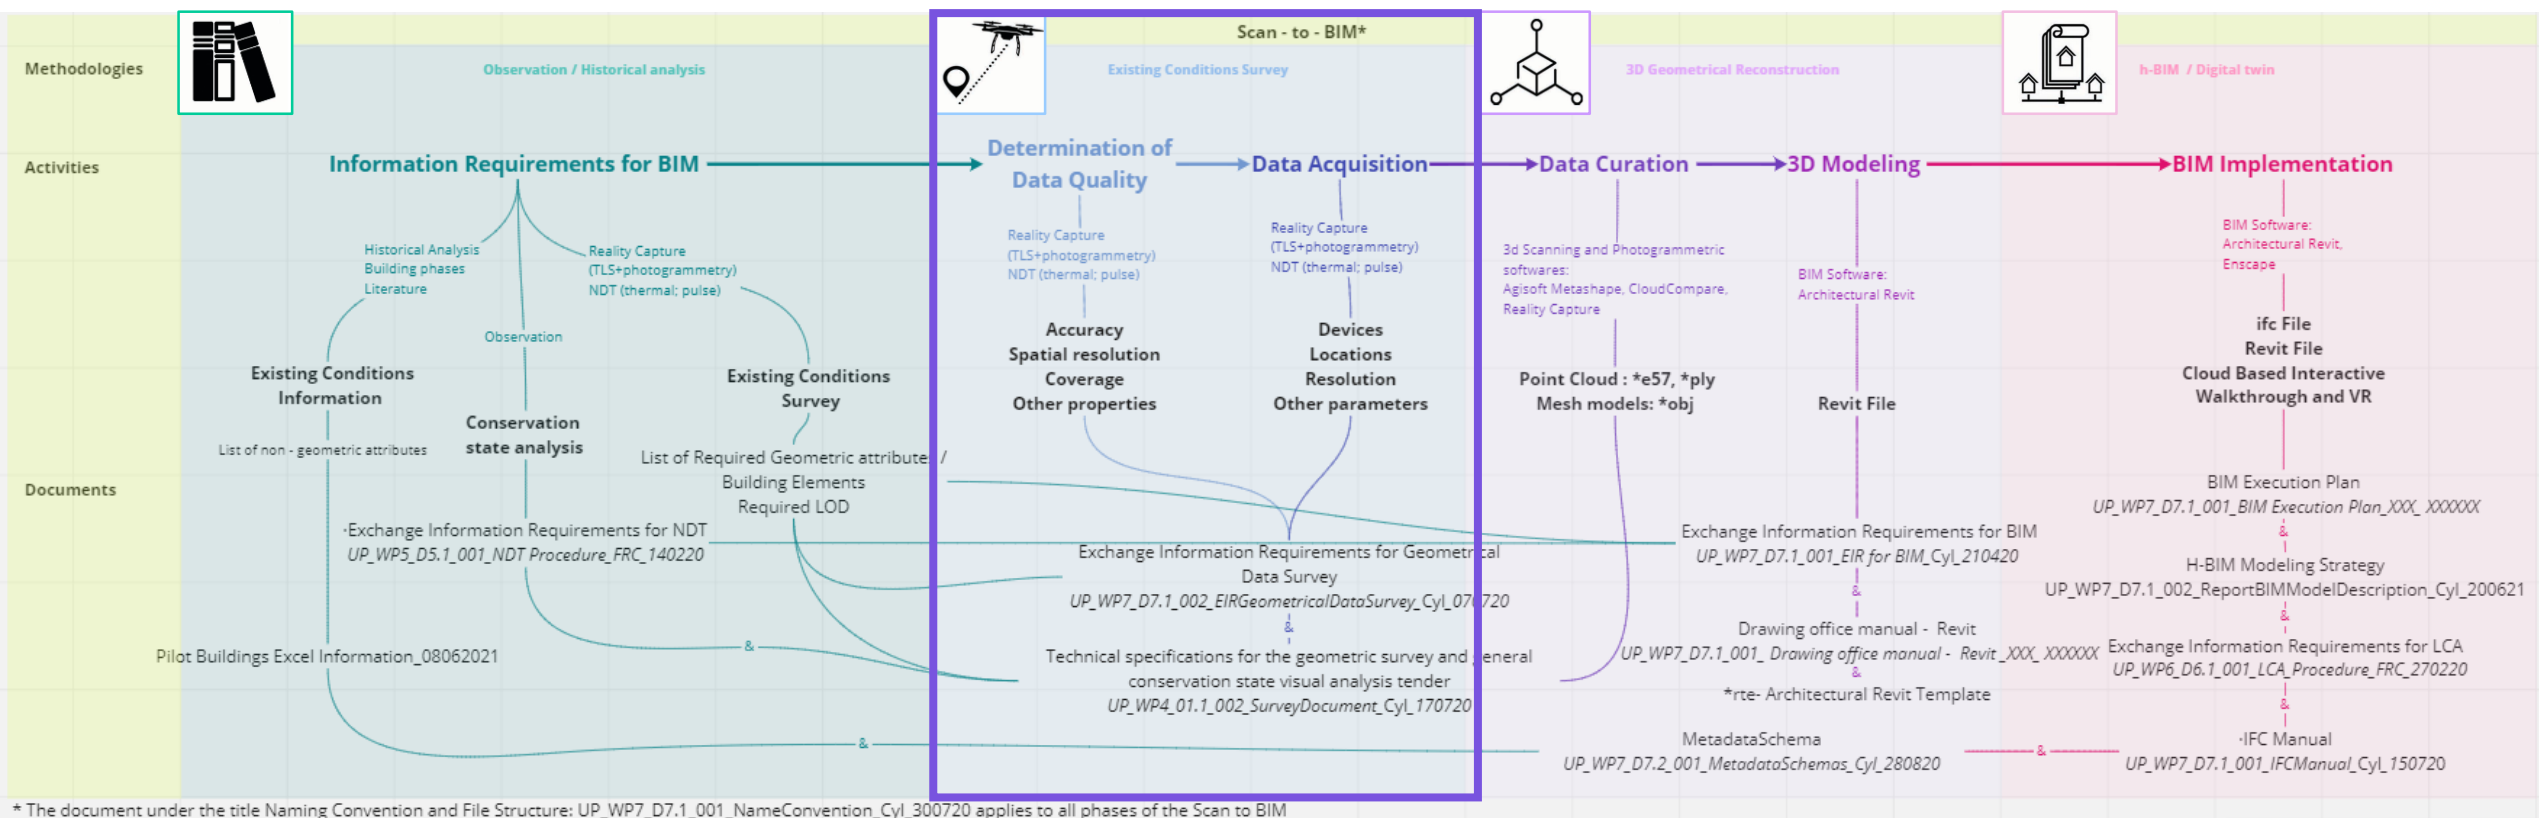 Scan - to - BIM*
Methodologies
Observation / Historical analysis
Existing Conditions Survey
3D Geometrical Reconstruction
h-BIM / Digital twin
Activities
Information Requirements for BIM
Determination of
Data Quality
Data Acquisition
Data Curation
3D Modeling
BIM Implementation
Historical Analysis
Building phases
Literature
Observation
Reality Capture
(TLS+photogrammetry)
NDT (thermal; pulse)
Reality Capture
(TLS+photogrammetry)
NDT (thermal; pulse)
Reality Capture
(TLS+photogrammetry)
NDT (thermal; pulse)
3d Scanning and Photogrammetric
softwares:
Agisoft Metashape, CloudCompare,
Reality Capture
BIM Software:
Architectural Revit
BIM Software:
Architectural Revit,
Enscape
Existing Conditions
Information
Conservation
state analysis
Existing Conditions
Survey
Accuracy
Spatial resolution
Coverage
Other properties
Devices
Locations
Resolution
Other parameters
Point Cloud : *e57, *ply
Mesh models: *obj
Revit File
ifc File
Revit File
Cloud Based Interactive
Walkthrough and VR
Documents
List of non - geometric attributes
List of Required Geometric attributes /
Building Elements
Required LOD
·Exchange Information Requirements for NDT
UP_WP5_D5.1_001_NDT Procedure_FRC_140220
Pilot Buildings Excel Information_08062021
&
&
Exchange Information Requirements for Geometrical
Data Survey
UP_WP7_D7.1_002_EIRGeometricalDataSurvey_Cyl_070720
&
Technical specifications for the geometric survey and general
conservation state visual analysis tender
UP_WP4_01.1_002_SurveyDocument_Cyl_170720
Exchange Information Requirements for BIM
UP_WP7_D7.1_001_EIR for BIM_Cyl_210420
&
Drawing office manual - Revit
UP_WP7_D7.1_001_ Drawing office manual - Revit _XXX_ XXXXXX
&
*rte- Architectural Revit Template
MetadataSchema
UP_WP7_D7.2_001_MetadataSchemas_Cyl_280820
&
BIM Execution Plan
UP_WP7_D7.1_001_BIM Execution Plan_XXX_ XXXXXX
&
H-BIM Modeling Strategy
UP_WP7_D7.1_002_ReportBIMModelDescription_Cyl_200621
&
Exchange Information Requirements for LCA
UP_WP6_D6.1_001_LCA_Procedure_FRC_270220
&
·IFC Manual
UP_WP7_D7.1_001_IFCManual_Cyl_150720
* The document under the title Naming Convention and File Structure: UP_WP7_D7.1_001_NameConvention_Cyl_300720 applies to all phases of the Scan to BIM